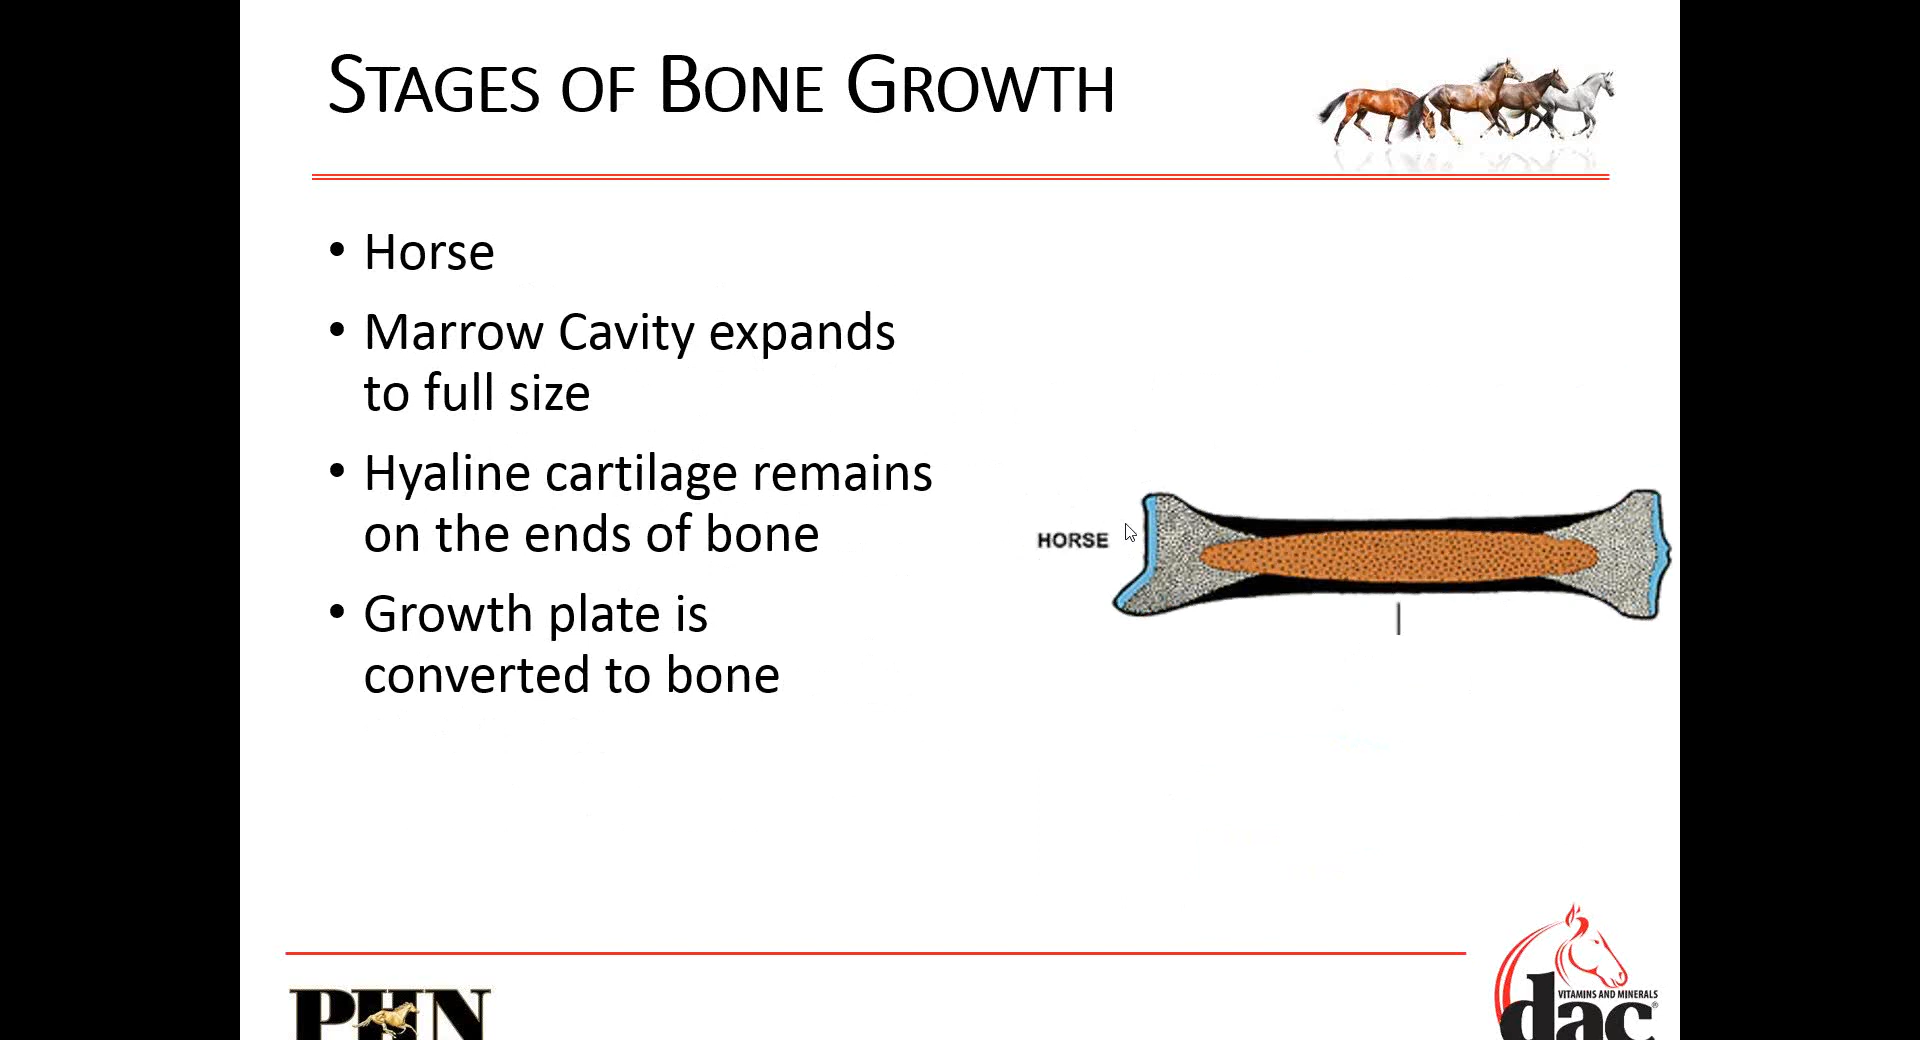 STAGES OF BONE GROWTH
• Horse
• Marrow Cavity expands
to full size
• Hyaline cartilage remains
on the ends of bone
• Growth plate is
converted to bone
HORSE
PHN
VITAMINS AND MINERALS
dac®